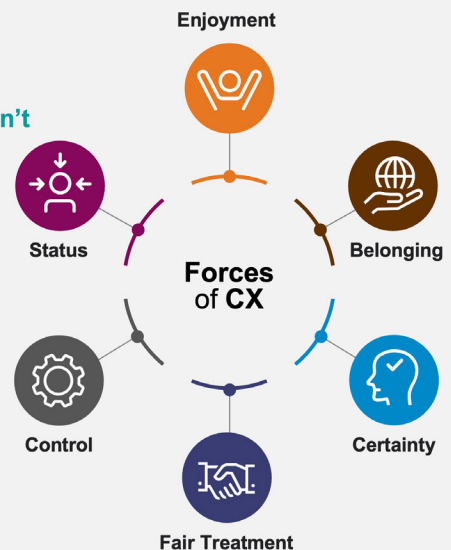 Enjoyment
n't
Status
Belonging
Forces
of CX
Control
Certainty
Fair Treatment